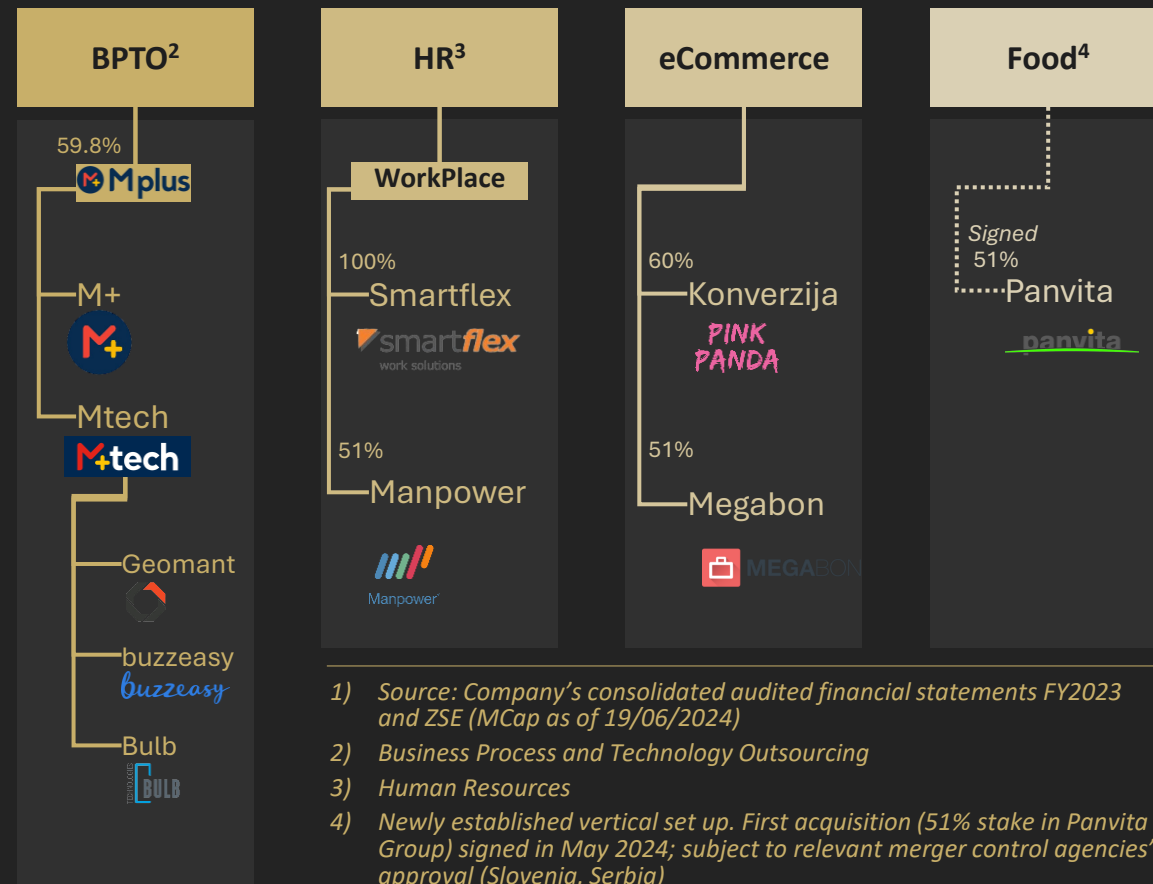 BPTO²
HR³
eCommerce
Food⁴
59.8%
M+ Mplus
M+
M+
Mtech
M+tech
Geomant
buzzeasy
buzzeasy
Bulb
TECHNOLOGIES BULB
WorkPlace
100%
Smartflex
smartflex
work solutions
51%
Manpower
Manpower
60%
Konverzija
PINK
PANDA
51%
Megabon
MEGABON
Signed
51%
Panvita
panvita
1) Source: Company's consolidated audited financial statements FY2023
and ZSE (MCap as of 19/06/2024)
2) Business Process and Technology Outsourcing
3) Human Resources
4) Newly established vertical set up. First acquisition (51% stake in Panvita
Group) signed in May 2024; subject to relevant merger control agencies'
approval (Slovenia, Serbia)